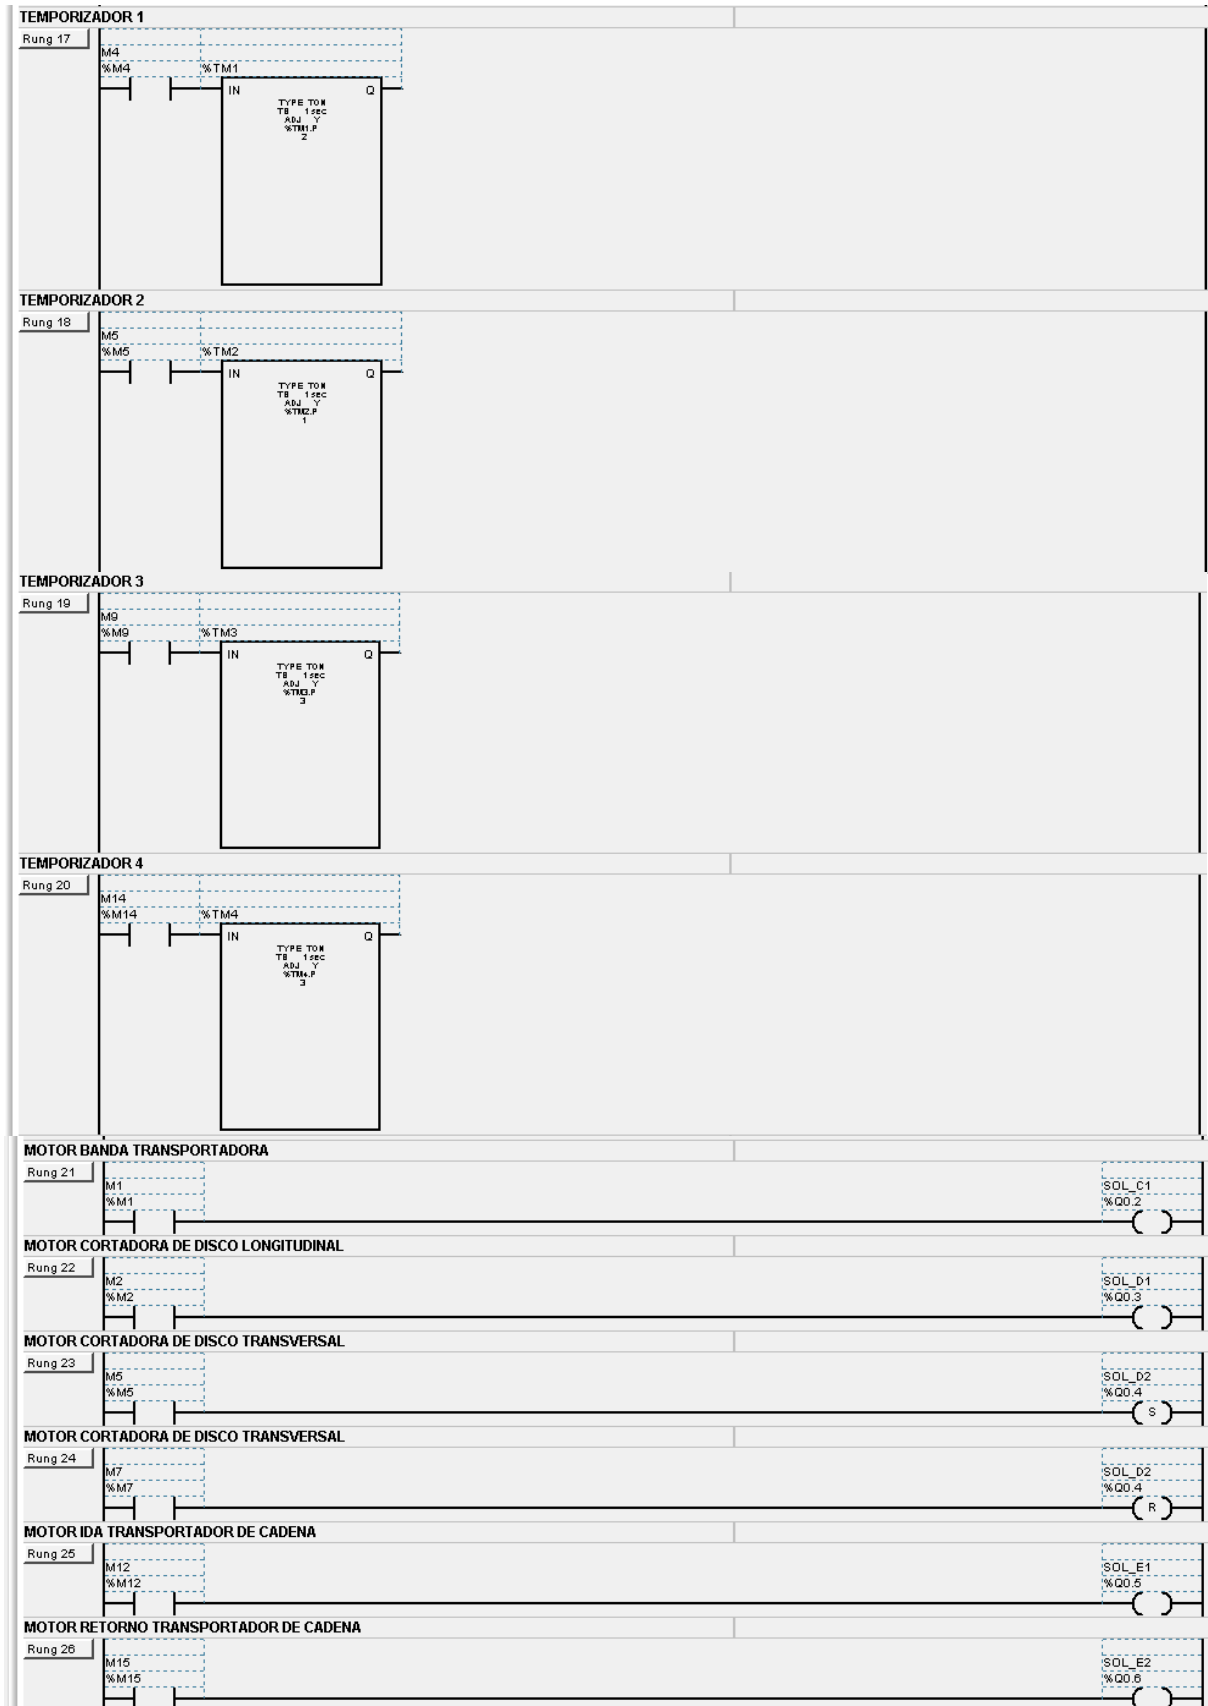 TEMPORIZADOR 1
Rung 17
M4
%M4 %TM1
IN Q
TYPE TON
TB 1sec
ADJ Y
%TM1.P
2
TEMPORIZADOR 2
Rung 18
M5
%M5 %TM2
IN Q
TYPE TON
TB 1sec
ADJ Y
%TM2.P
1
TEMPORIZADOR 3
Rung 19
M9
%M9 %TM3
IN Q
TYPE TON
TB 1sec
ADJ Y
%TM3.P
3
TEMPORIZADOR 4
Rung 20
M14
%M14 %TM4
IN Q
TYPE TON
TB 1sec
ADJ Y
%TM4.P
3
MOTOR BANDA TRANSPORTADORA
Rung 21
M1 SOL_C1
%M1 %Q0.2
MOTOR CORTADORA DE DISCO LONGITUDINAL
Rung 22
M2 SOL_D1
%M2 %Q0.3
MOTOR CORTADORA DE DISCO TRANSVERSAL
Rung 23
M5 SOL_D2
%M5 %Q0.4
S
MOTOR CORTADORA DE DISCO TRANSVERSAL
Rung 24
M7 SOL_D2
%M7 %Q0.4
R
MOTOR IDA TRANSPORTADOR DE CADENA
Rung 25
M12 SOL_E1
%M12 %Q0.5
MOTOR RETORNO TRANSPORTADOR DE CADENA
Rung 26
M15 SOL_E2
%M15 %Q0.6